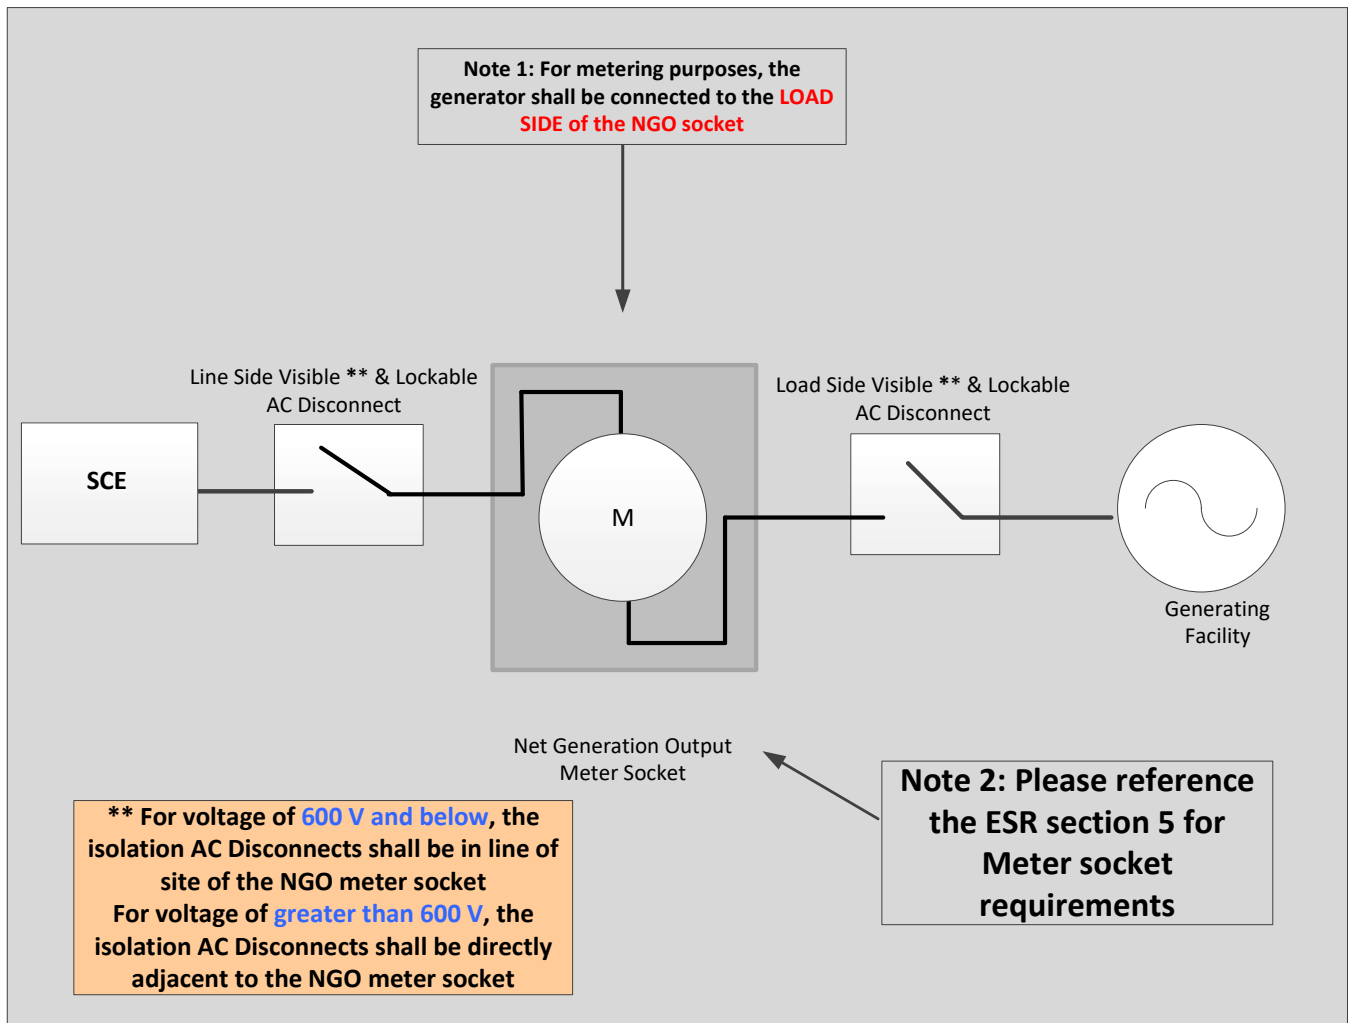 Note 1: For metering purposes, the
generator shall be connected to the LOAD
SIDE of the NGO socket
Line Side Visible ** & Lockable
AC Disconnect
Load Side Visible ** & Lockable
AC Disconnect
SCE
M
Generating
Facility
Net Generation Output
Meter Socket
Note 2: Please reference
the ESR section 5 for
Meter socket
requirements
** For voltage of 600 V and below, the
isolation AC Disconnects shall be in line of
site of the NGO meter socket
For voltage of greater than 600 V, the
isolation AC Disconnects shall be directly
adjacent to the NGO meter socket